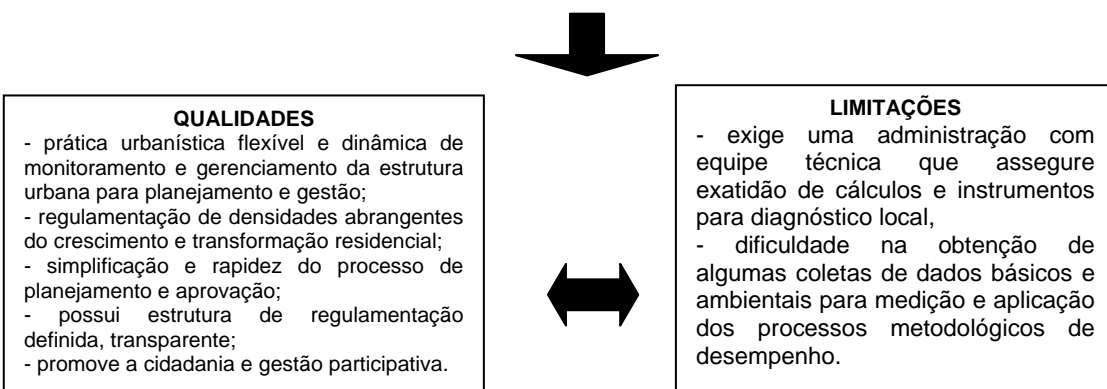 QUALIDADES
- prática urbanística flexível e dinâmica de
monitoramento e gerenciamento da estrutura
urbana para planejamento e gestão;
- regulamentação de densidades abrangentes
do crescimento e transformação residencial;
- simplificação e rapidez do processo de
planejamento e aprovação;
- possui estrutura de regulamentação
definida, transparente;
- promove a cidadania e gestão participativa.
LIMITAÇÕES
- exige uma administração com
equipe técnica que assegure
exatidão de cálculos e instrumentos
para diagnóstico local,
- dificuldade na obtenção de
algumas coletas de dados básicos e
ambientais para medição e aplicação
dos processos metodológicos de
desempenho.